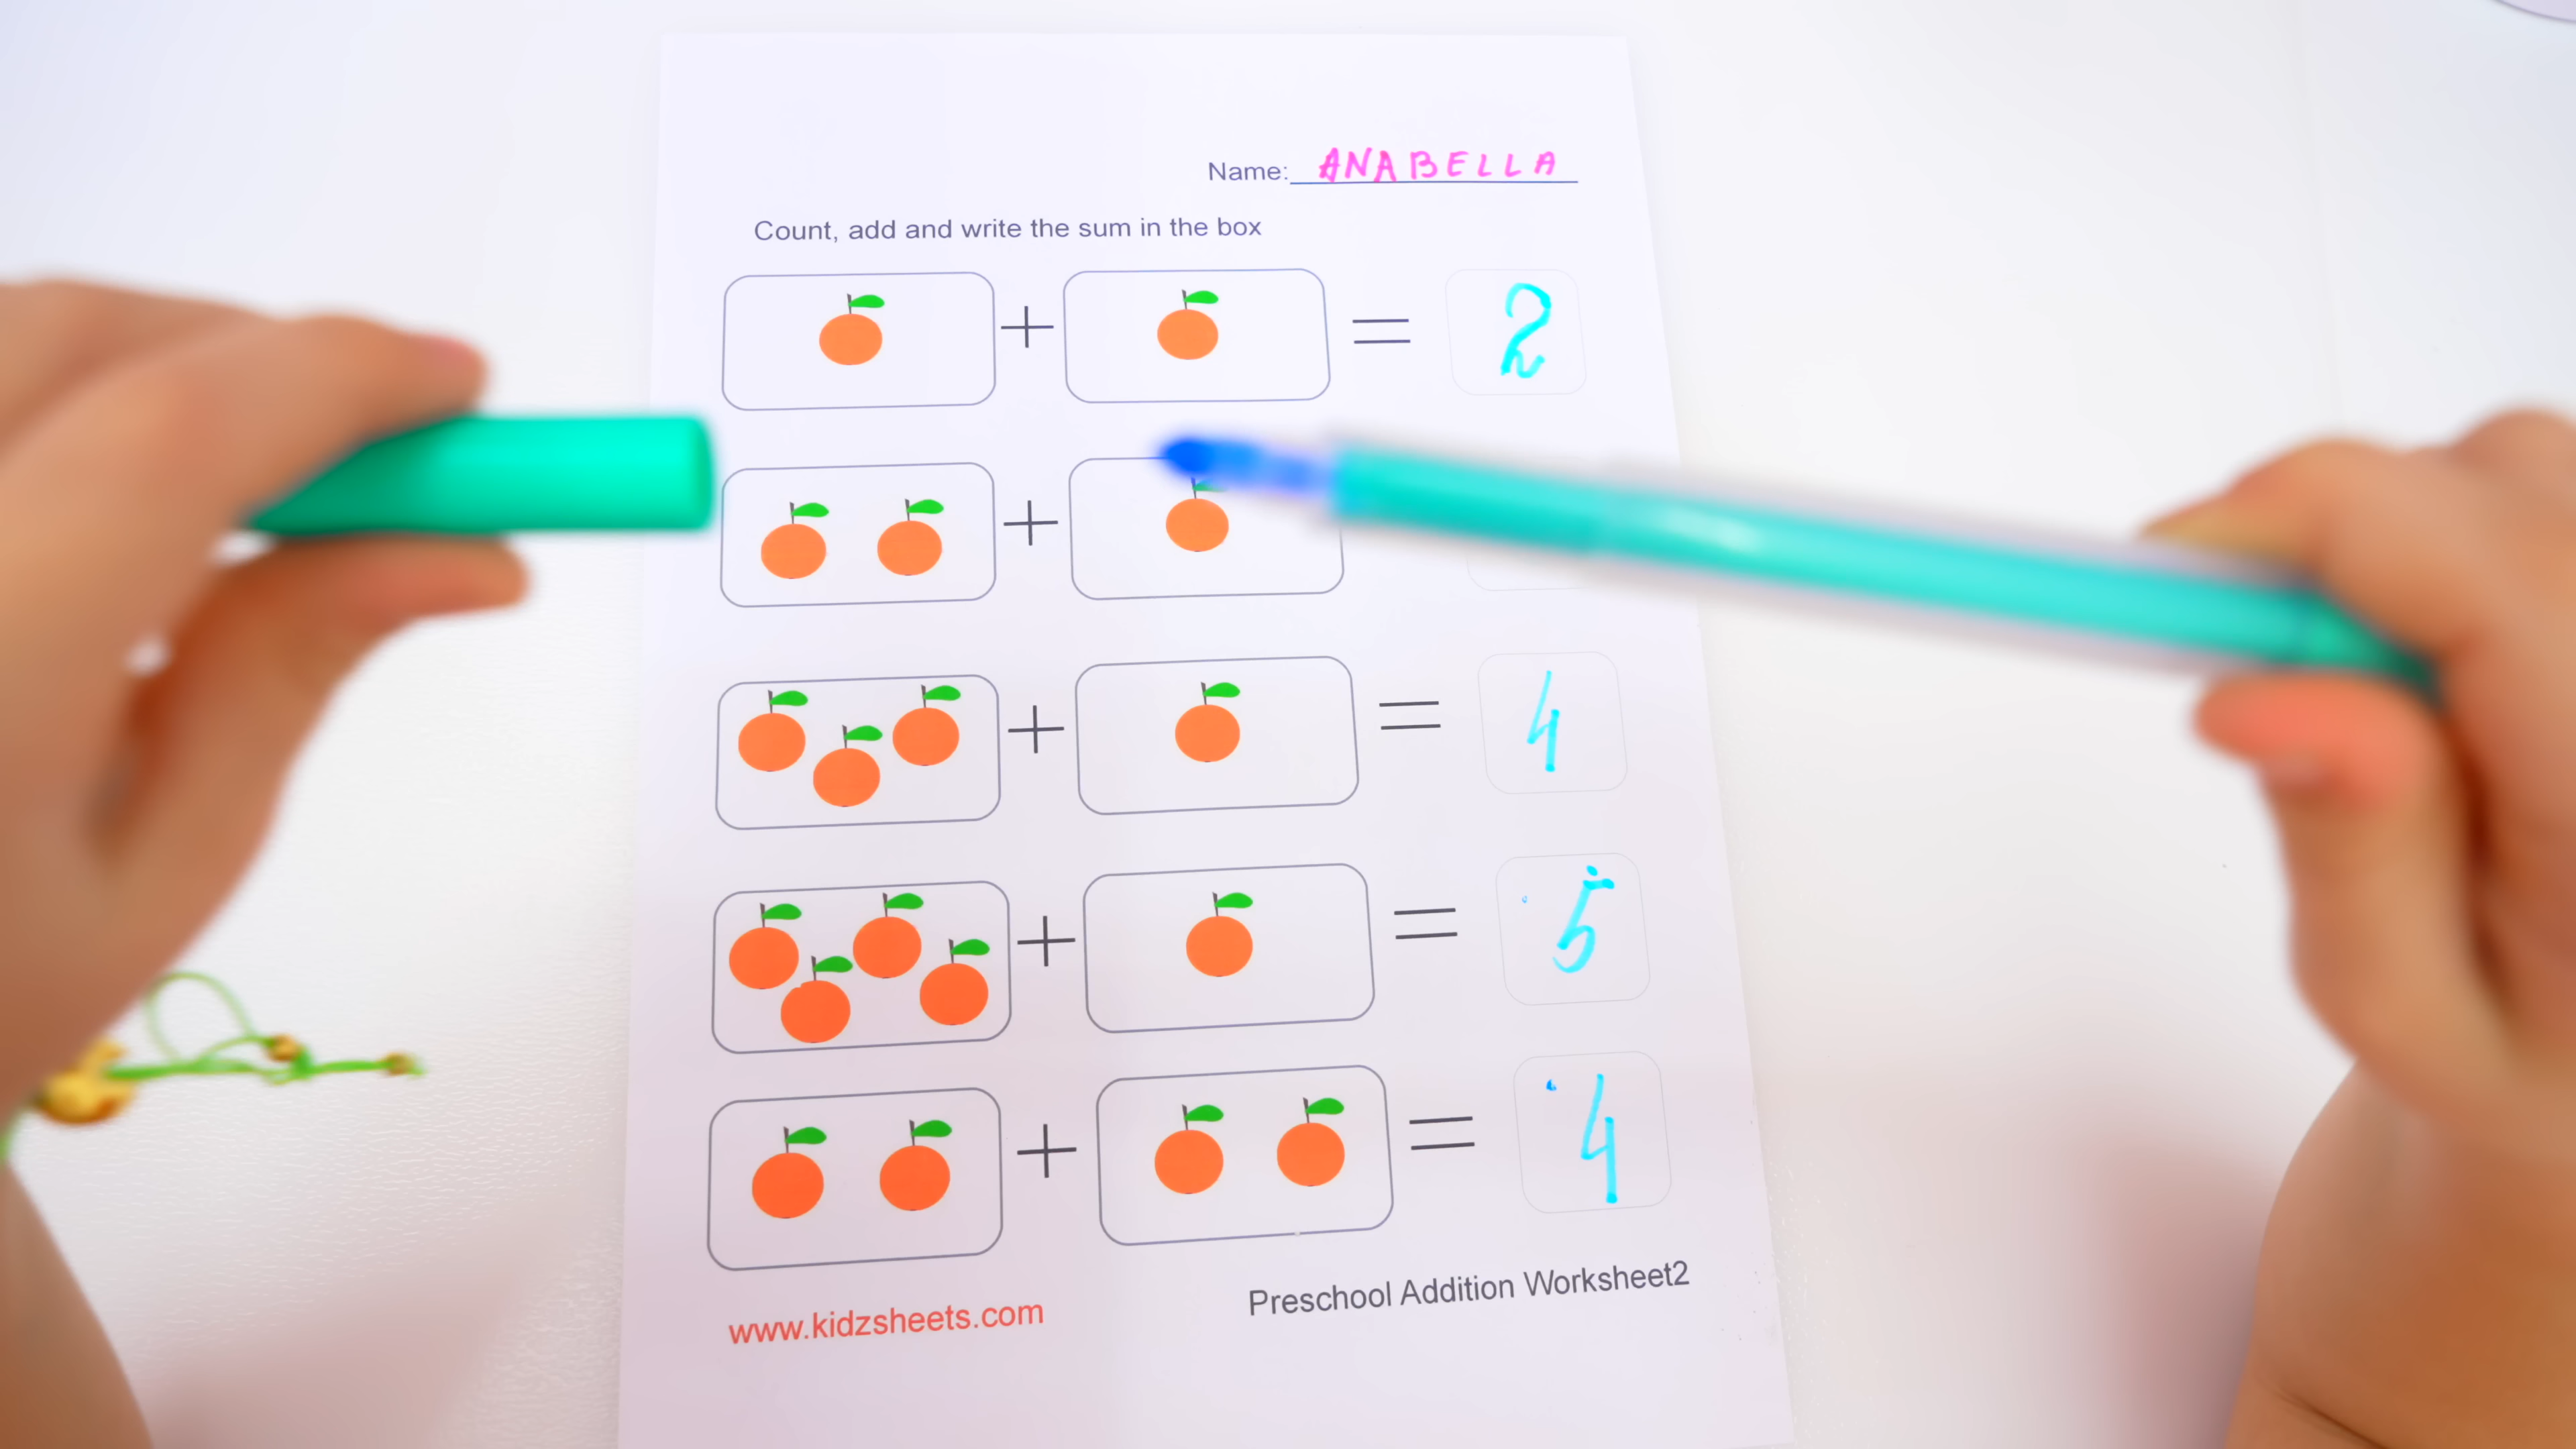 Name: ANABELLA
Count, add and write the sum in the box
+ = 2
+
+ = 4
+ = 5
+ = 4
www.kidzsheets.com
Preschool Addition Worksheet2